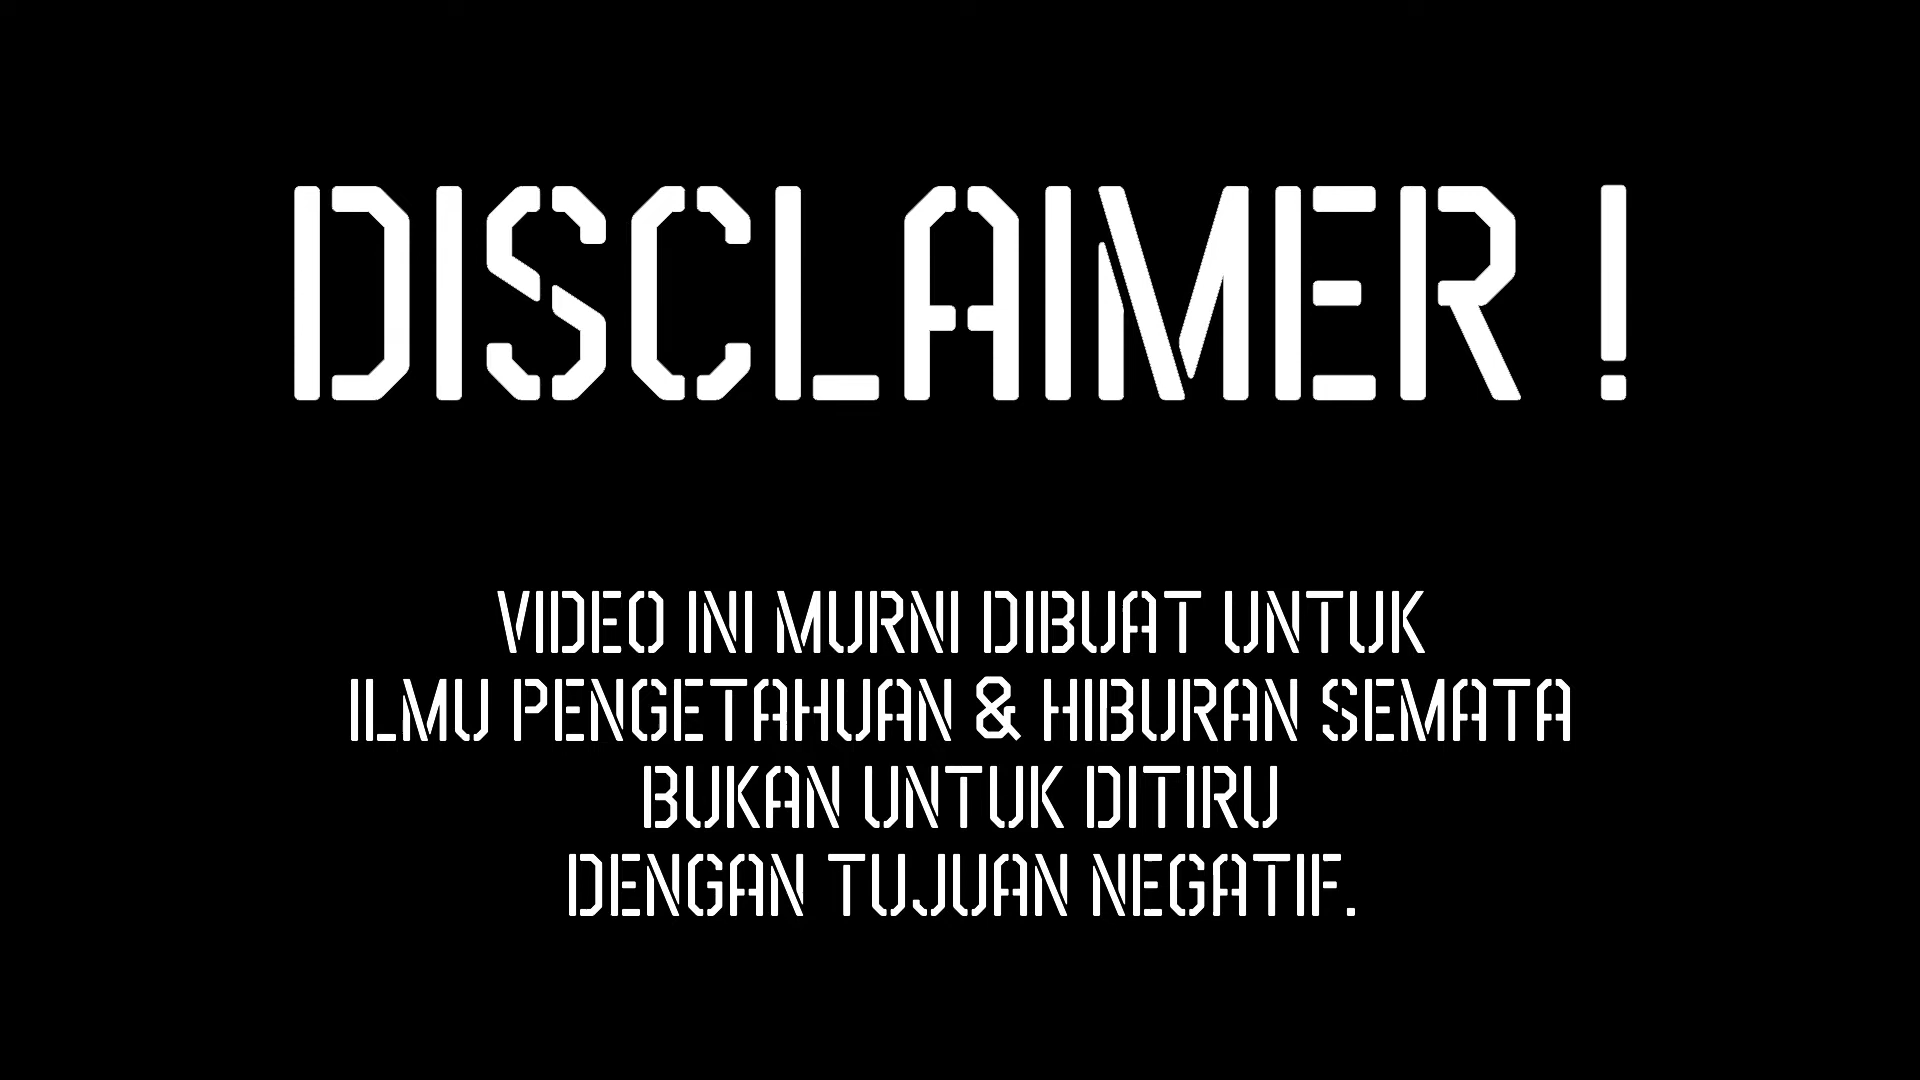 DISCLAIMER !
VIDEO INI MURNI DIBUAT UNTUK
ILMU PENGETAHUAN & HIBURAN SEMATA
BUKAN UNTUK DITIRU
DENGAN TUJUAN NEGATIF.